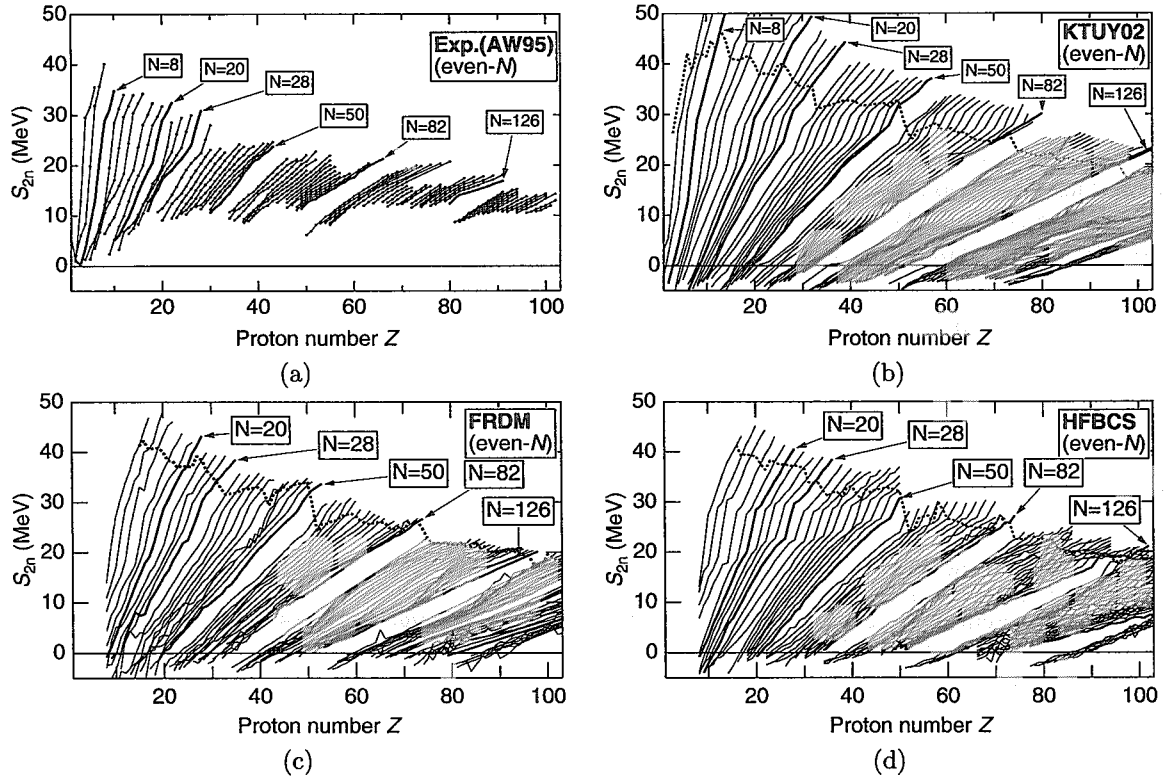 50
40
30
20
10
0
S2n (MeV)
N=8
N=20
N=28
N=50
N=82
N=126
Exp.(AW95)
(even-N)
20 40 60 80 100
Proton number Z
(a)
50
40
30
20
10
0
S2n (MeV)
N=8
N=20
N=28
N=50
N=82
N=126
KTUY02
(even-N)
20 40 60 80 100
Proton number Z
(b)
50
40
30
20
10
0
S2n (MeV)
N=20
N=28
N=50
N=82
N=126
FRDM
(even-N)
20 40 60 80 100
Proton number Z
(c)
50
40
30
20
10
0
S2n (MeV)
N=20
N=28
N=50
N=82
N=126
HFBCS
(even-N)
20 40 60 80 100
Proton number Z
(d)